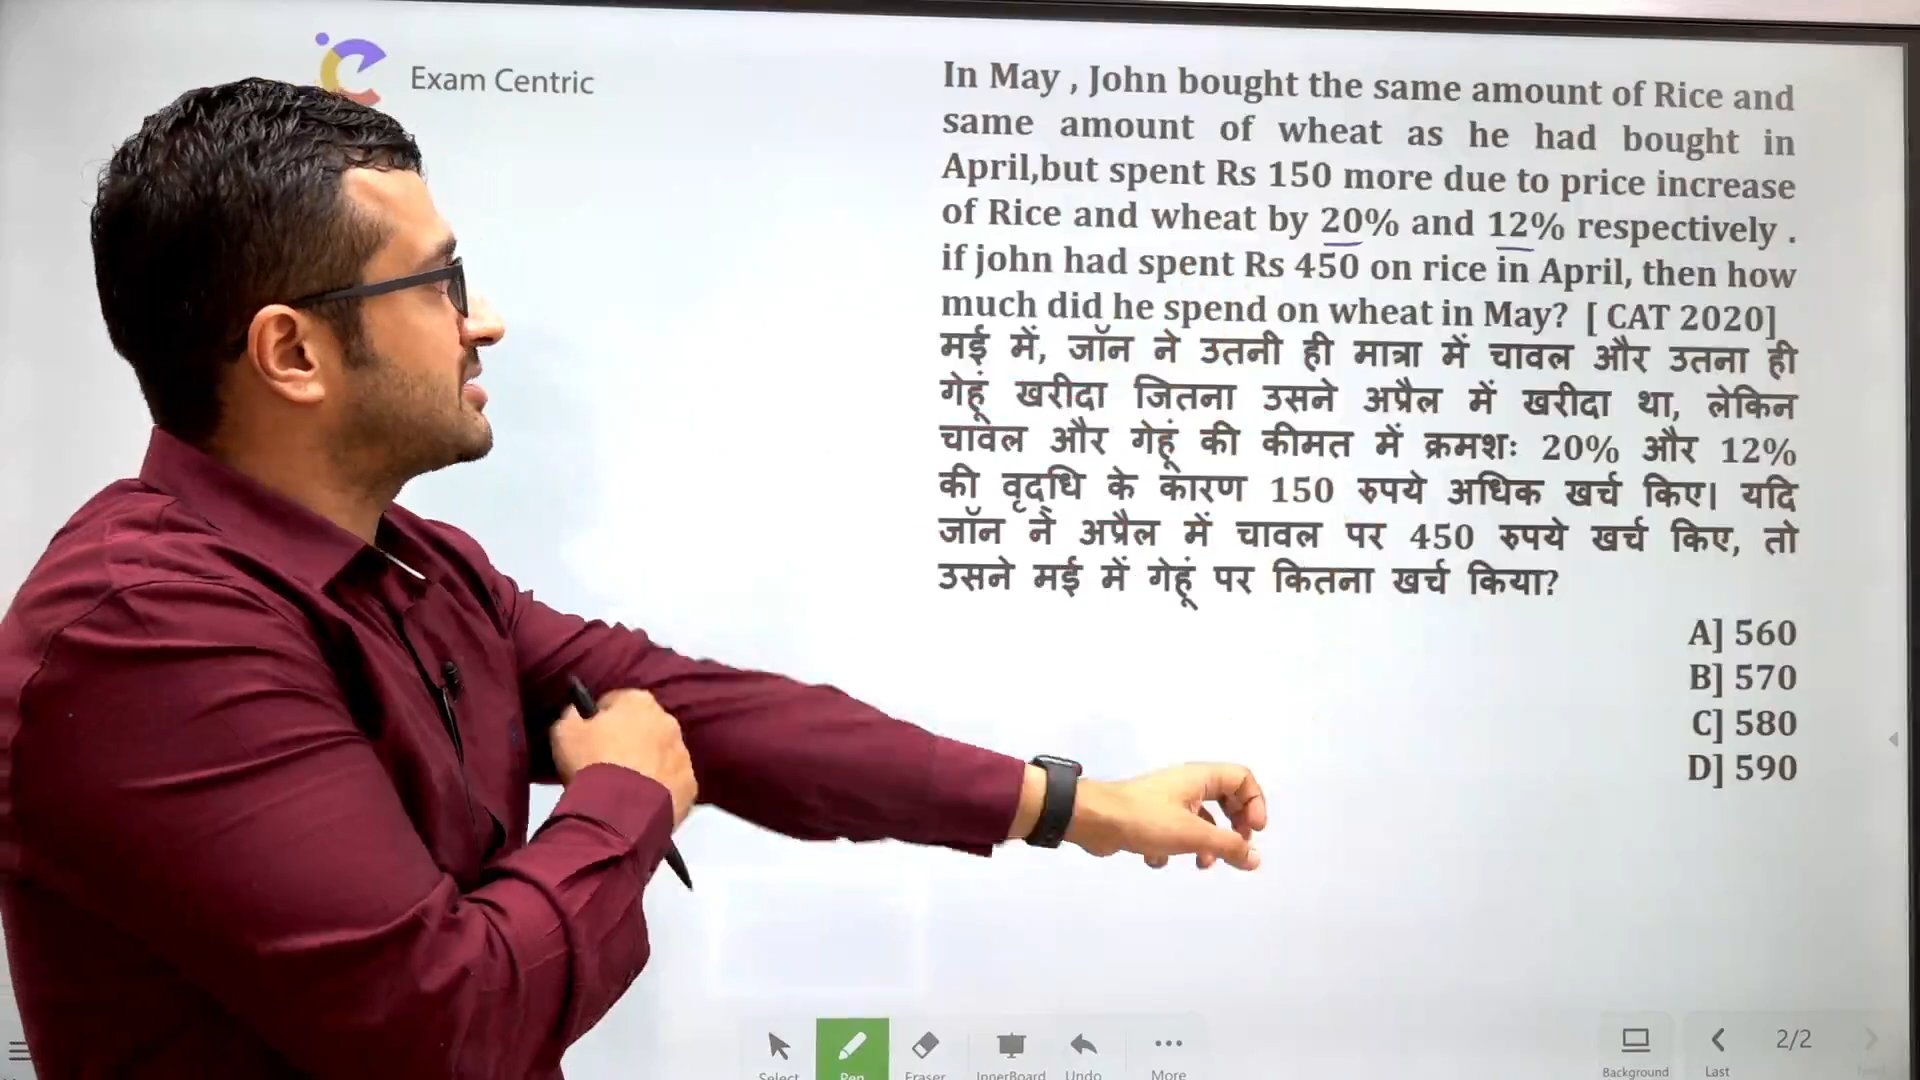 Exam Centric
In May , John bought the same amount of Rice and
same amount of wheat as he had bought in
April,but spent Rs 150 more due to price increase
of Rice and wheat by 20% and 12% respectively .
if john had spent Rs 450 on rice in April, then how
much did he spend on wheat in May? [ CAT 2020]
मई में, जॉन ने उतनी ही मात्रा में चावल और उतना ही
गेहूं खरीदा जितना उसने अप्रैल में खरीदा था, लेकिन
चावल और गेहूं की कीमत में क्रमशः 20% और 12%
की वृद्धि के कारण 150 रुपये अधिक खर्च किए। यदि
जॉन ने अप्रैल में चावल पर 450 रुपये खर्च किए, तो
उसने मई में गेहूं पर कितना खर्च किया?
A] 560
B] 570
C] 580
D] 590
Select Pen Eraser InnerBoard Undo More
Background Last 2/2